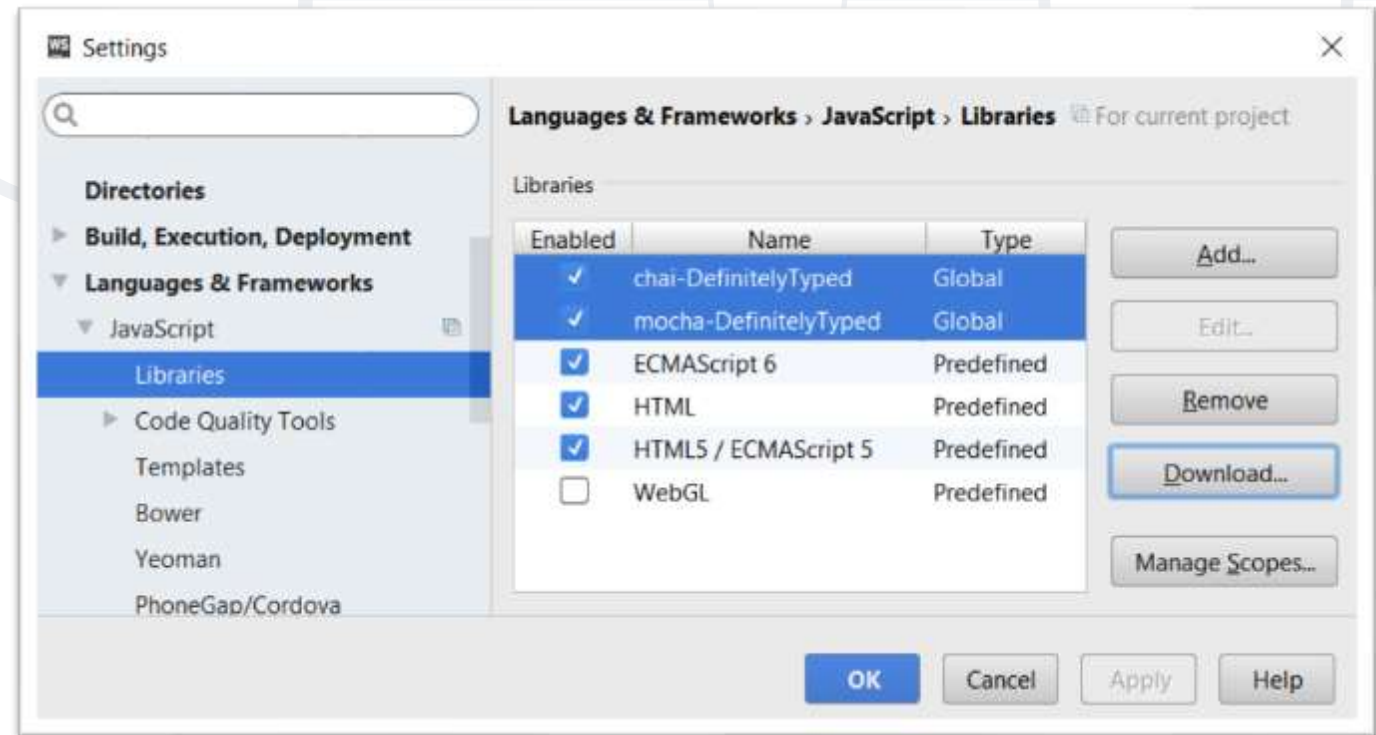 WS Settings
Languages & Frameworks › JavaScript › Libraries For current project
Directories
Build, Execution, Deployment
Languages & Frameworks
JavaScript
Libraries
Code Quality Tools
Templates
Bower
Yeoman
PhoneGap/Cordova
Libraries
Enabled Name Type
chai-DefinitelyTyped Global
mocha-DefinitelyTyped Global
ECMAScript 6 Predefined
HTML Predefined
HTML5 / ECMAScript 5 Predefined
WebGL Predefined
Add...
Edit...
Remove
Download...
Manage Scopes...
OK Cancel Apply Help